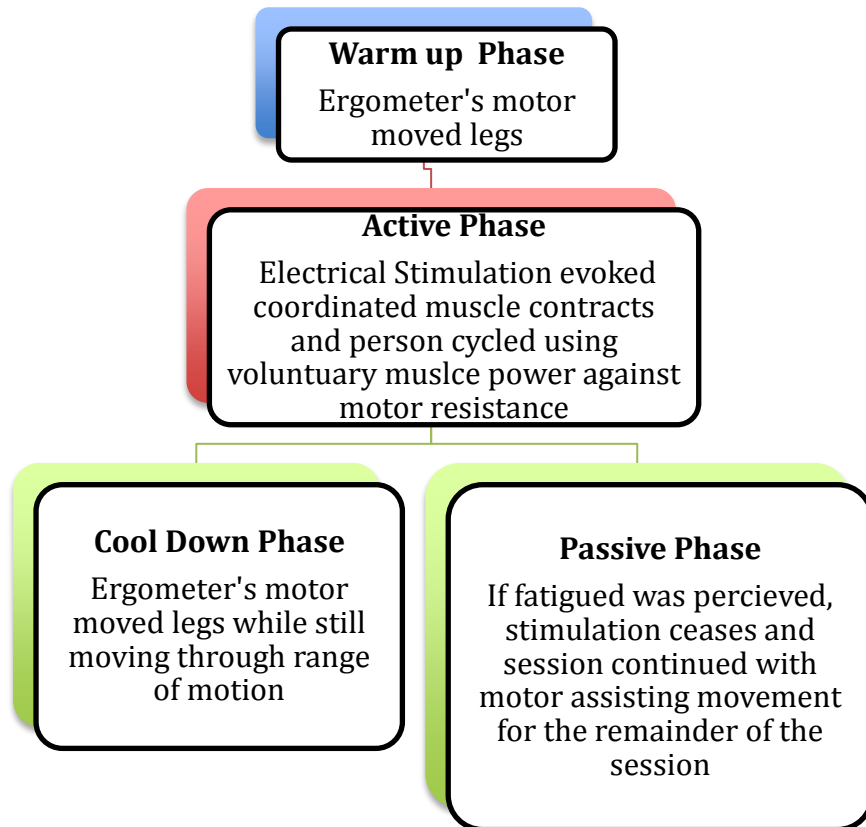 Warm up  Phase
Ergometer's motor
moved legs
Active Phase
Electrical Stimulation evoked
coordinated muscle contracts
and person cycled using
voluntuary muslce power against
motor resistance
Cool Down Phase
Ergometer's motor
moved legs while still
moving through range
of motion
Passive Phase
If fatigued was percieved,
stimulation ceases and
session continued with
motor assisting movement
for the remainder of the
session